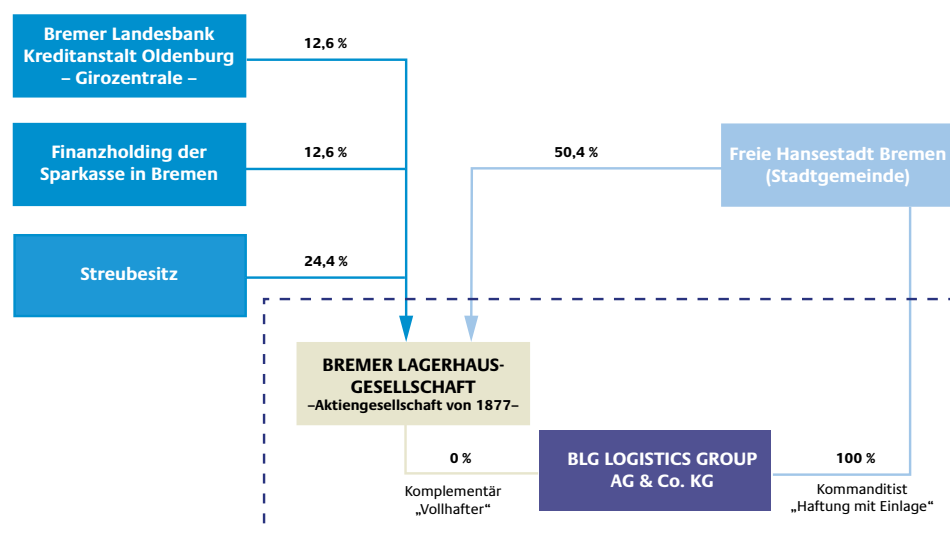 Bremer Landesbank
Kreditanstalt Oldenburg
– Girozentrale –
12,6 %
Finanzholding der
Sparkasse in Bremen
12,6 %
50,4 %
Freie Hansestadt Bremen
(Stadtgemeinde)
Streubesitz
24,4 %
BREMER LAGERHAUS-
GESELLSCHAFT
–Aktiengesellschaft von 1877–
0 %
Komplementär
„Vollhafter“
BLG LOGISTICS GROUP
AG & Co. KG
100 %
Kommanditist
„Haftung mit Einlage“